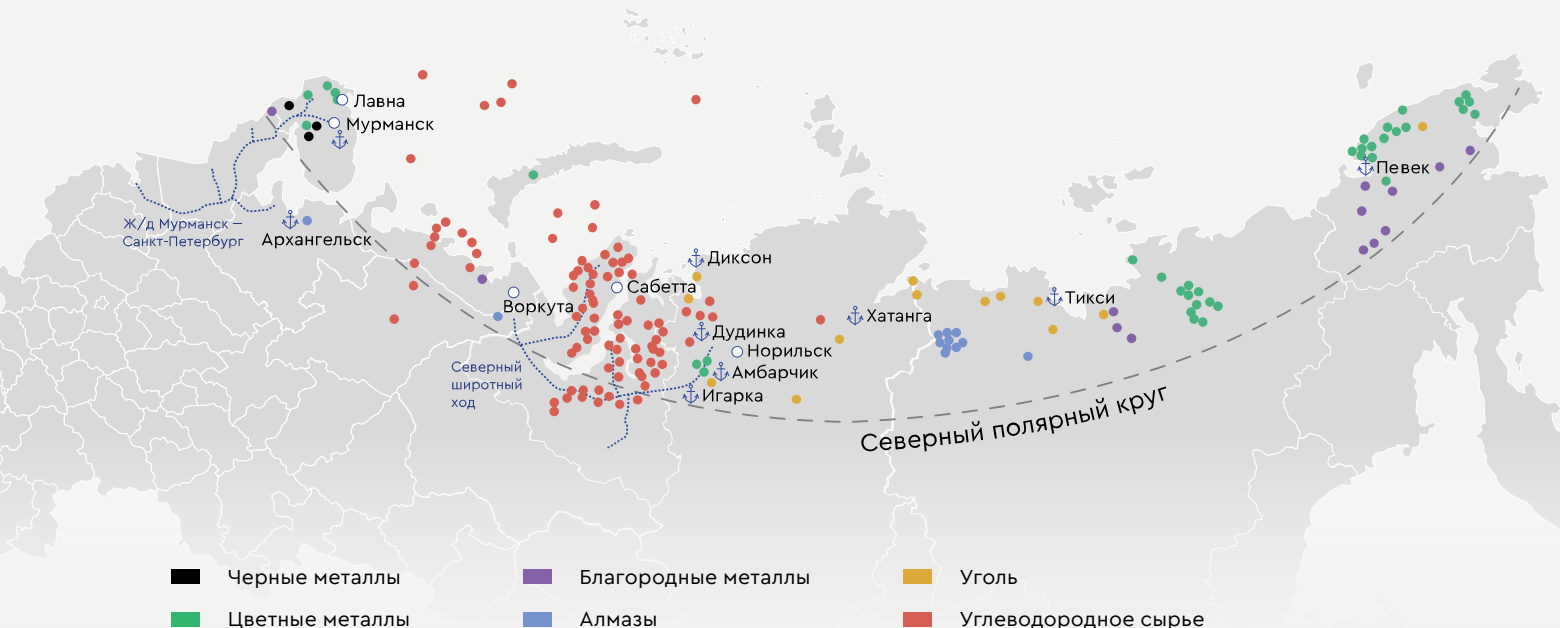 Лавна
Мурманск
Певек
Ж/д Мурманск –
Санкт-Петербург
Архангельск
Диксон
Сабетта
Воркута
Тикси
Хатанга
Дудинка
Норильск
Амбарчик
Игарка
Северный
широтный
ход
Северный полярный круг
Черные металлы
Благородные металлы
Уголь
Цветные металлы
Алмазы
Углеводородное сырье